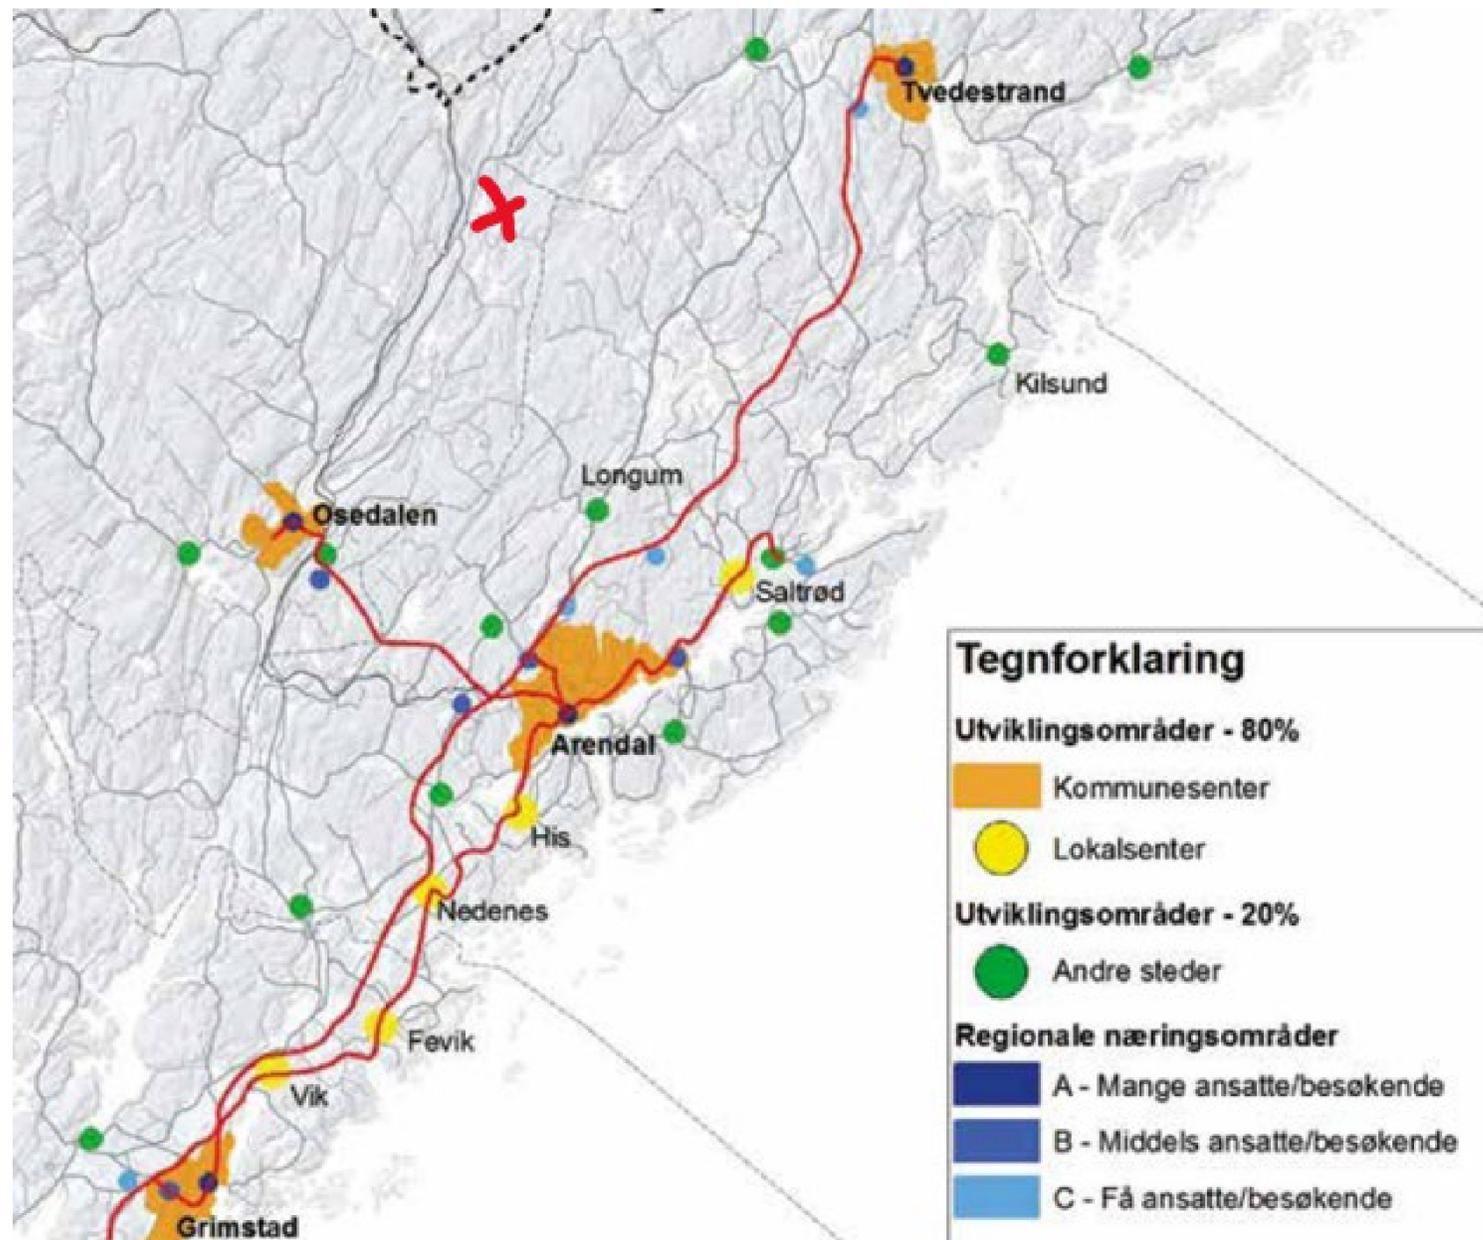 Tvedestrand
Kilsund
Longum
Osedalen
Saltrød
Arendal
His
Nedenes
Fevik
Vik
Grimstad
Tegnforklaring
Utviklingsområder - 80%
Kommunesenter
Lokalsenter
Utviklingsområder - 20%
Andre steder
Regionale næringsområder
A - Mange ansatte/besøkende
B - Middels ansatte/besøkende
C - Få ansatte/besøkende